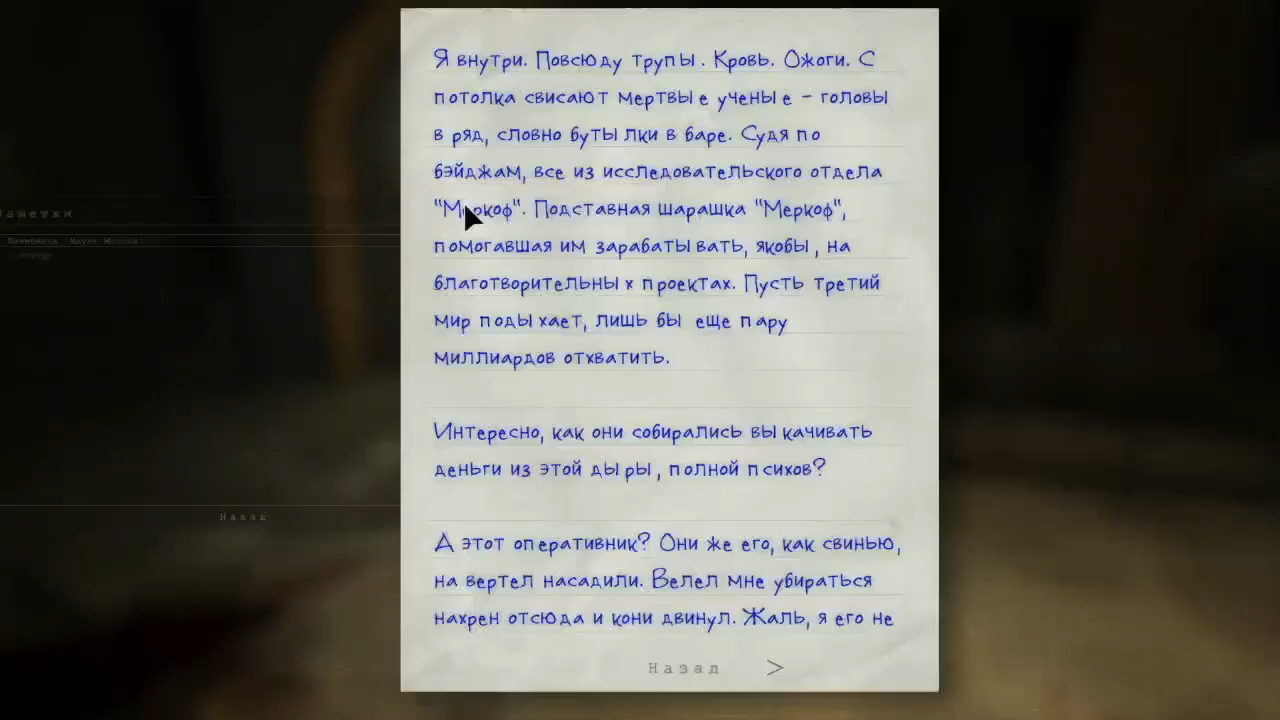 Я внутри. Повсюду трупы. Кровь. Ожоги. С
потолка свисают мертвые ученые – головы
в ряд, словно бутылки в баре. Судя по
бэйджам, все из исследовательского отдела
"Меркоф". Подставная шарашка "Меркоф",
помогавшая им зарабатывать, якобы, на
благотворительных проектах. Пусть третий
мир подыхает, лишь бы еще пару
миллиардов отхватить.
Интересно, как они собирались выкачивать
деньги из этой дыры, полной психов?
А этот оперативник? Они же его, как свинью,
на вертел насадили. Велел мне убираться
нахрен отсюда и кони двинул. Жаль, я его не
Назад >
Заметки
Назад